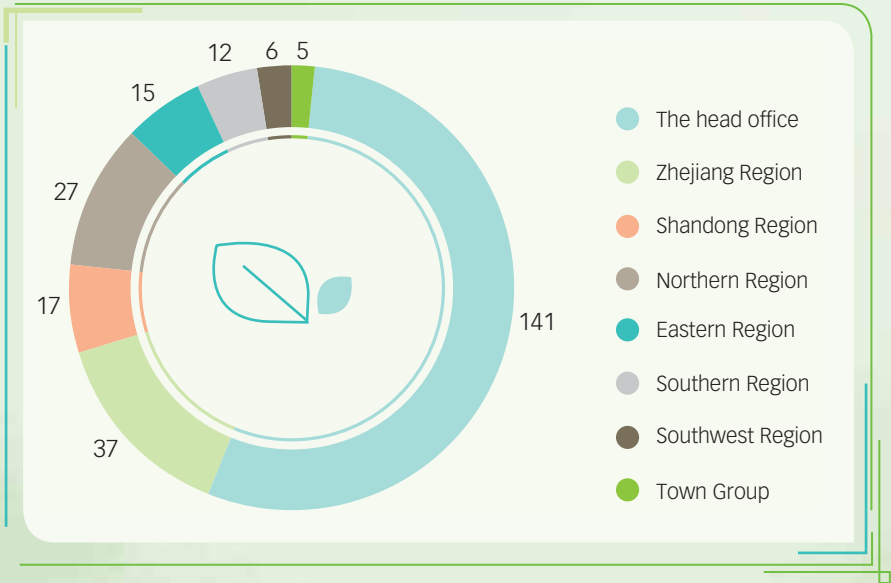 12
6
5
15
27
17
37
141
The head office
Zhejiang Region
Shandong Region
Northern Region
Eastern Region
Southern Region
Southwest Region
Town Group